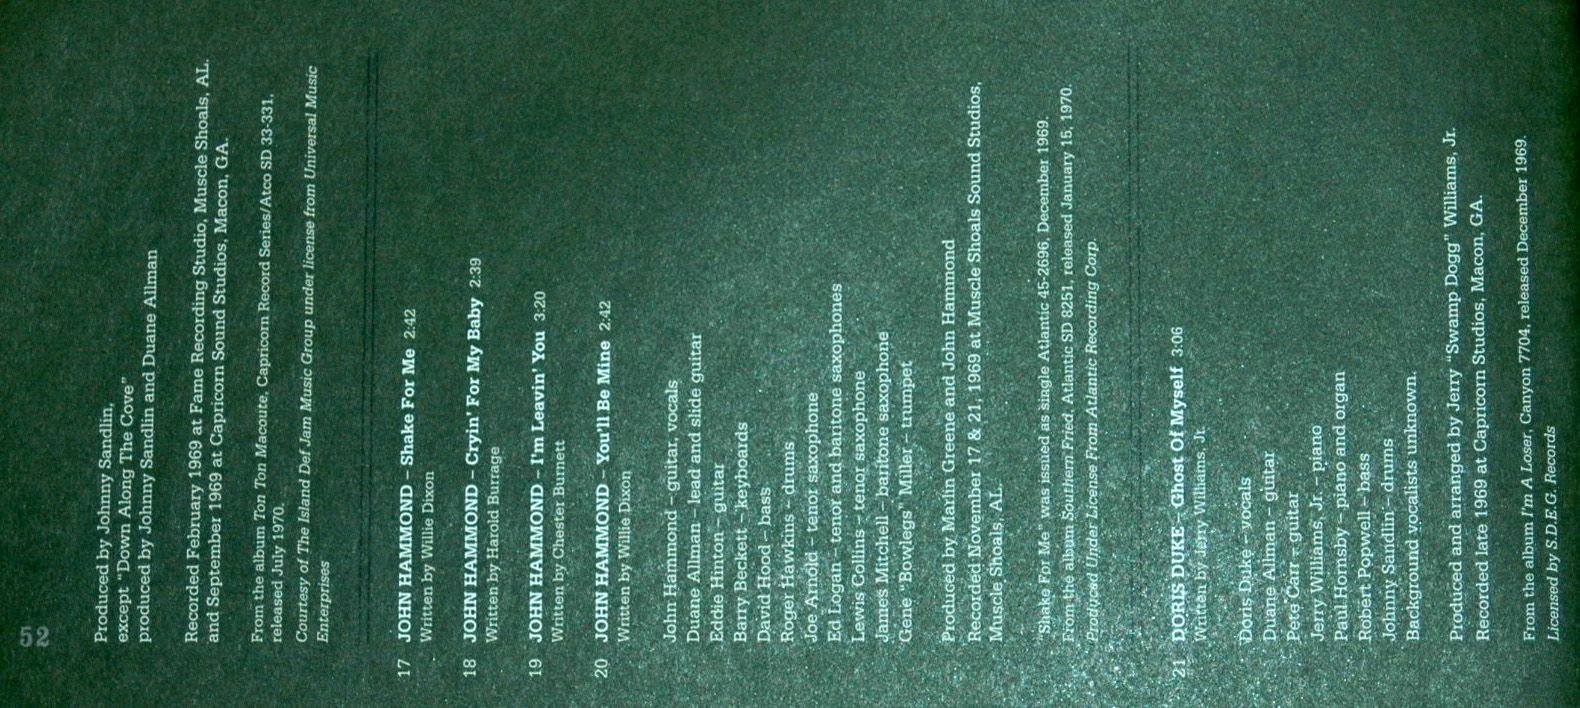 52
Produced by Johnny Sandlin,
except "Down Along The Cove"
produced by Johnny Sandlin and Duane Allman
Recorded February 1969 at Fame Recording Studio, Muscle Shoals, AL.
and September 1969 at Capricorn Sound Studios, Macon, GA.
From the album Ton Ton Macoute, Capricorn Record Series/Atco SD 33-331,
released July 1970.
Courtesy of The Island Def Jam Music Group under license from Universal Music
Enterprises
17 JOHN HAMMOND – Shake For Me 2:42
Written by Willie Dixon
18 JOHN HAMMOND – Cryin' For My Baby 2:39
Written by Harold Burrage
19 JOHN HAMMOND – I'm Leavin' You 3:20
Written by Chester Burnett
20 JOHN HAMMOND – You'll Be Mine 2:42
Written by Willie Dixon
John Hammond – guitar, vocals
Duane Allman – lead and slide guitar
Eddie Hinton – guitar
Barry Beckett – keyboards
David Hood – bass
Roger Hawkins – drums
Joe Arnold – tenor saxophone
Ed Logan – tenor and baritone saxophones
Lewis Collins – tenor saxophone
James Mitchell – baritone saxophone
Gene "Bowlegs" Miller – trumpet
Produced by Marlin Greene and John Hammond
Recorded November 17 & 21, 1969 at Muscle Shoals Sound Studios,
Muscle Shoals, AL.
"Shake For Me" was issued as single Atlantic 45-2696, December 1969.
From the album Southern Fried, Atlantic SD 8251, released January 15, 1970.
Produced Under License From Atlantic Recording Corp.
21 DORIS DUKE – Ghost Of Myself 3:06
Written by Jerry Williams, Jr.
Doris Duke – vocals
Duane Allman – guitar
Pete Carr – guitar
Jerry Williams, Jr. – piano
Paul Hornsby – piano and organ
Robert Popwell – bass
Johnny Sandlin – drums
Background vocalists unknown.
Produced and arranged by Jerry "Swamp Dogg" Williams, Jr.
Recorded late 1969 at Capricorn Studios, Macon, GA.
From the album I'm A Loser, Canyon 7704, released December 1969.
Licensed by S.D.E.G. Records